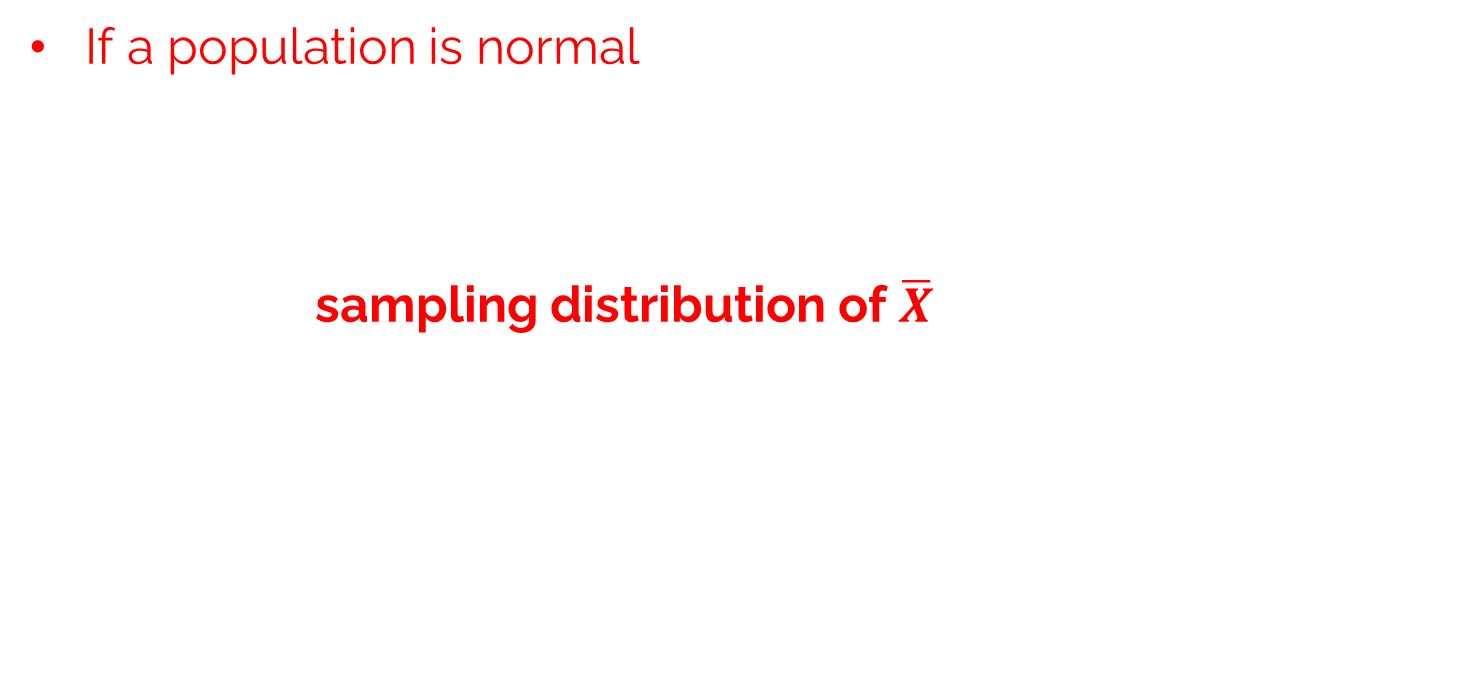 • If a population is normal
sampling distribution of X̅